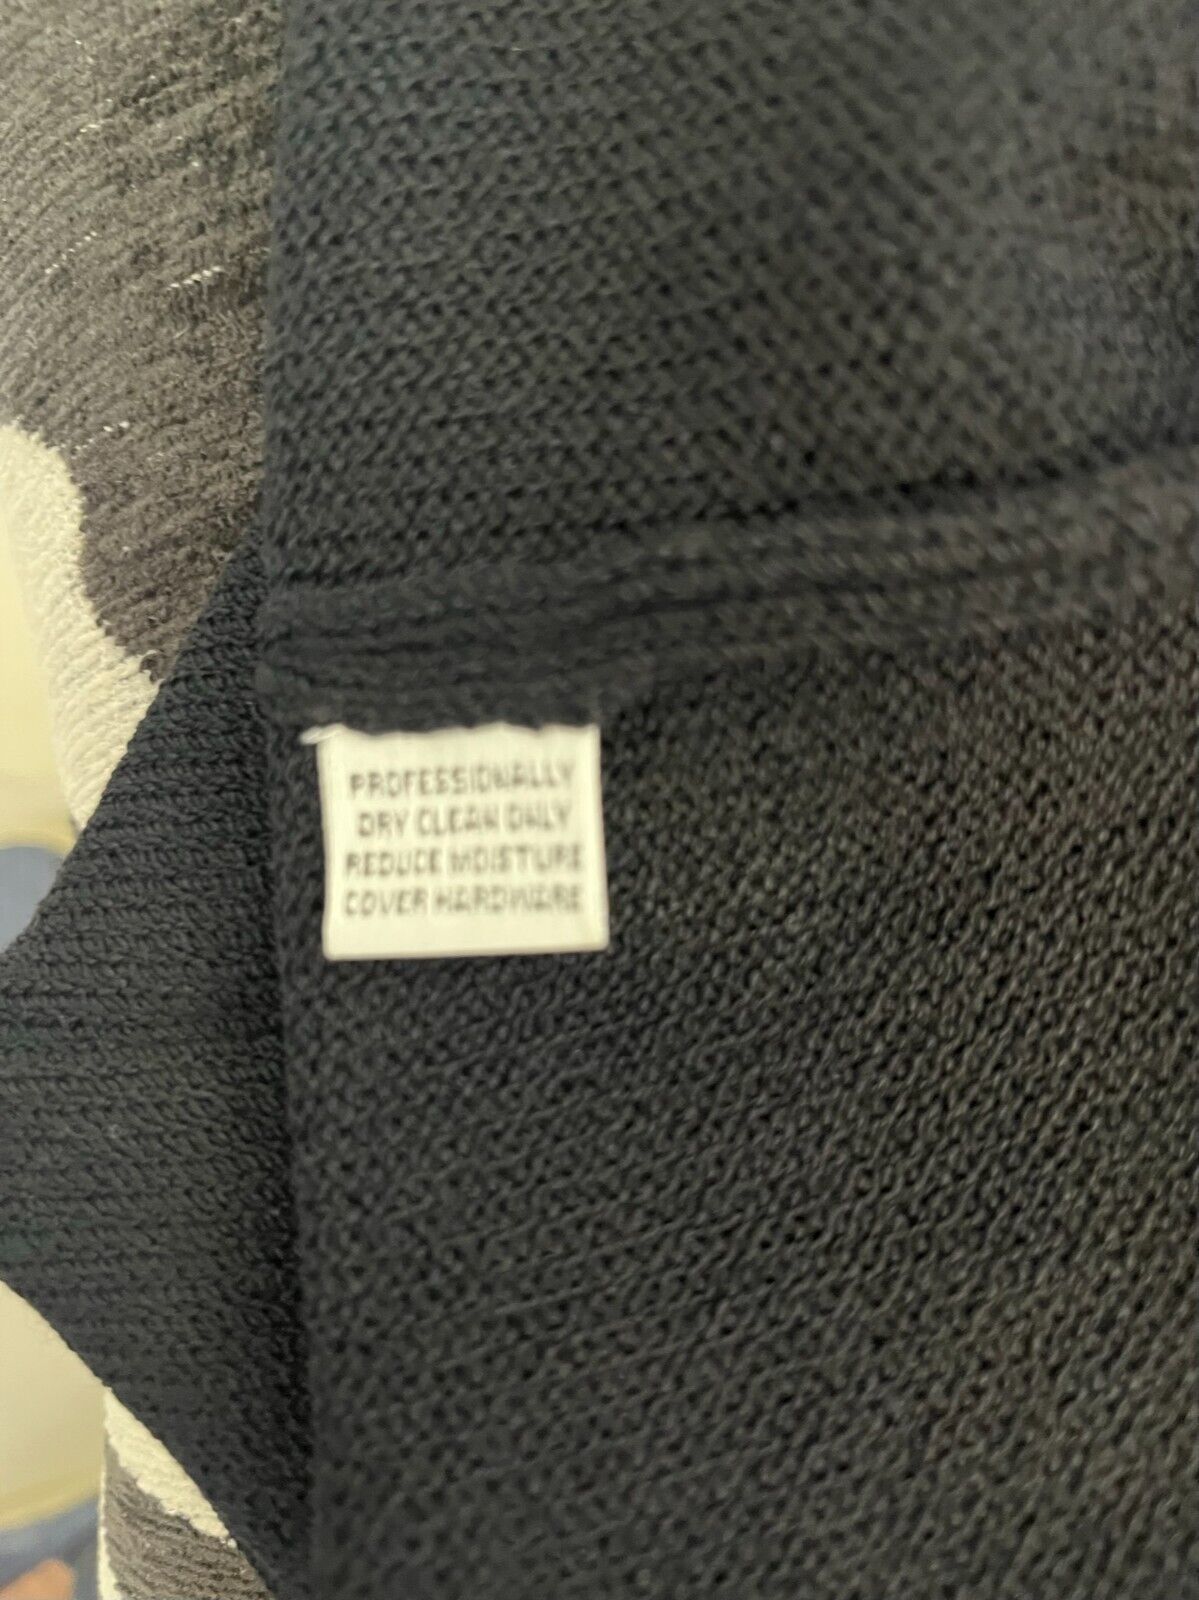 PROFESSIONALLY
DRY CLEAN ONLY
REDUCE MOISTURE
COVER HARDWARE